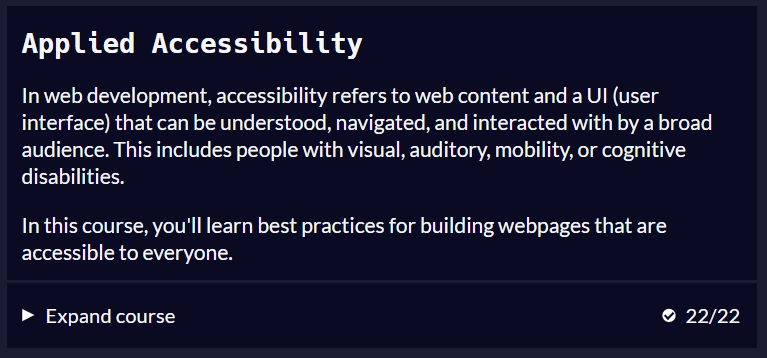 Applied Accessibility
In web development, accessibility refers to web content and a UI (user
interface) that can be understood, navigated, and interacted with by a broad
audience. This includes people with visual, auditory, mobility, or cognitive
disabilities.
In this course, you'll learn best practices for building webpages that are
accessible to everyone.
Expand course 22/22